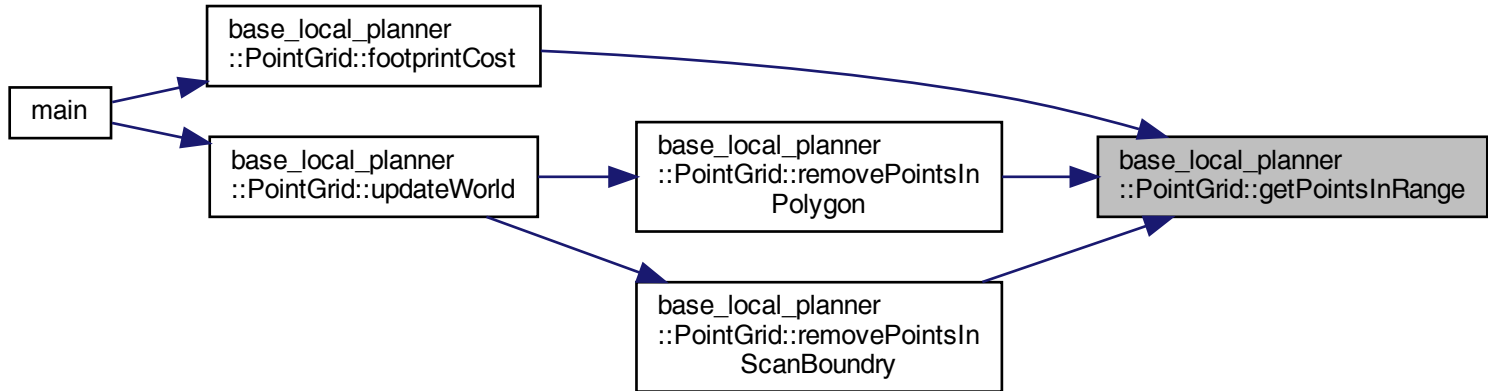 base_local_planner
::PointGrid::footprintCost
main
base_local_planner
::PointGrid::updateWorld
base_local_planner
::PointGrid::removePointsIn
Polygon
base_local_planner
::PointGrid::getPointsInRange
base_local_planner
::PointGrid::removePointsIn
ScanBoundry